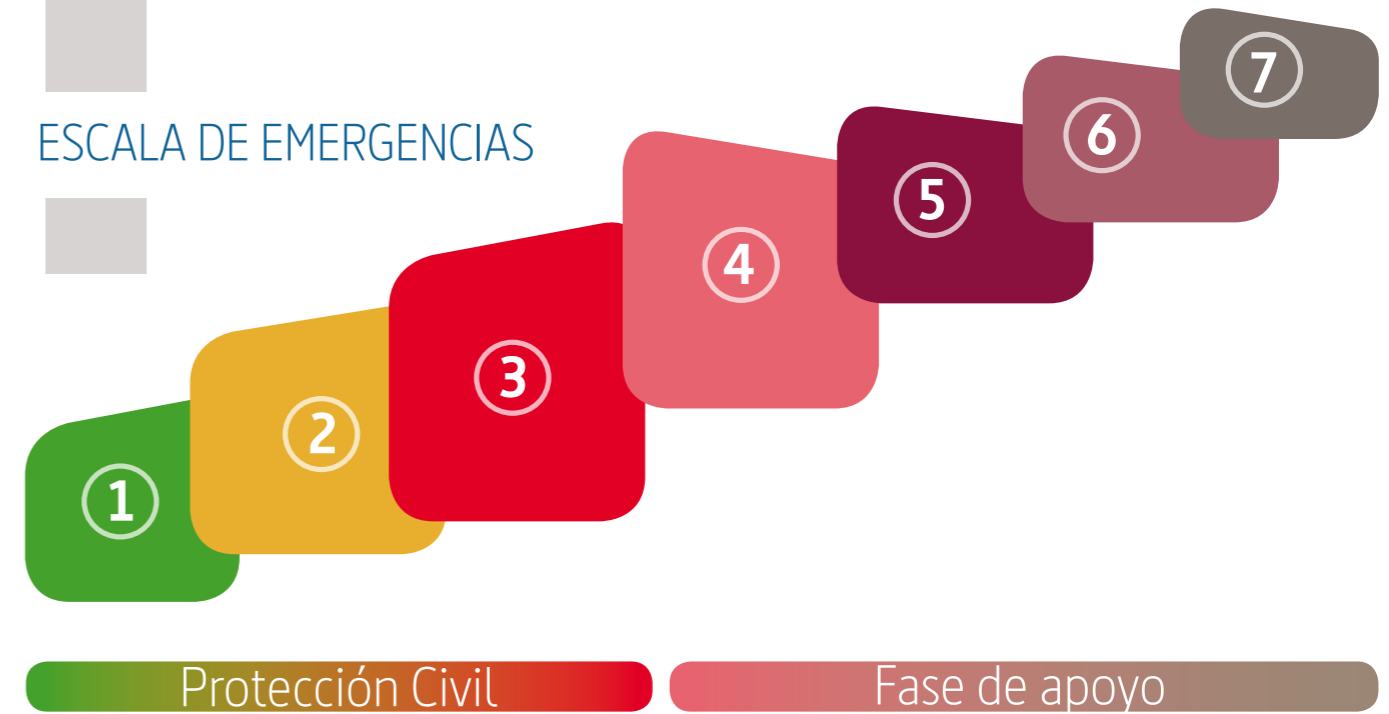 ESCALA DE EMERGENCIAS
1
2
3
4
5
6
7
Protección Civil
Fase de apoyo